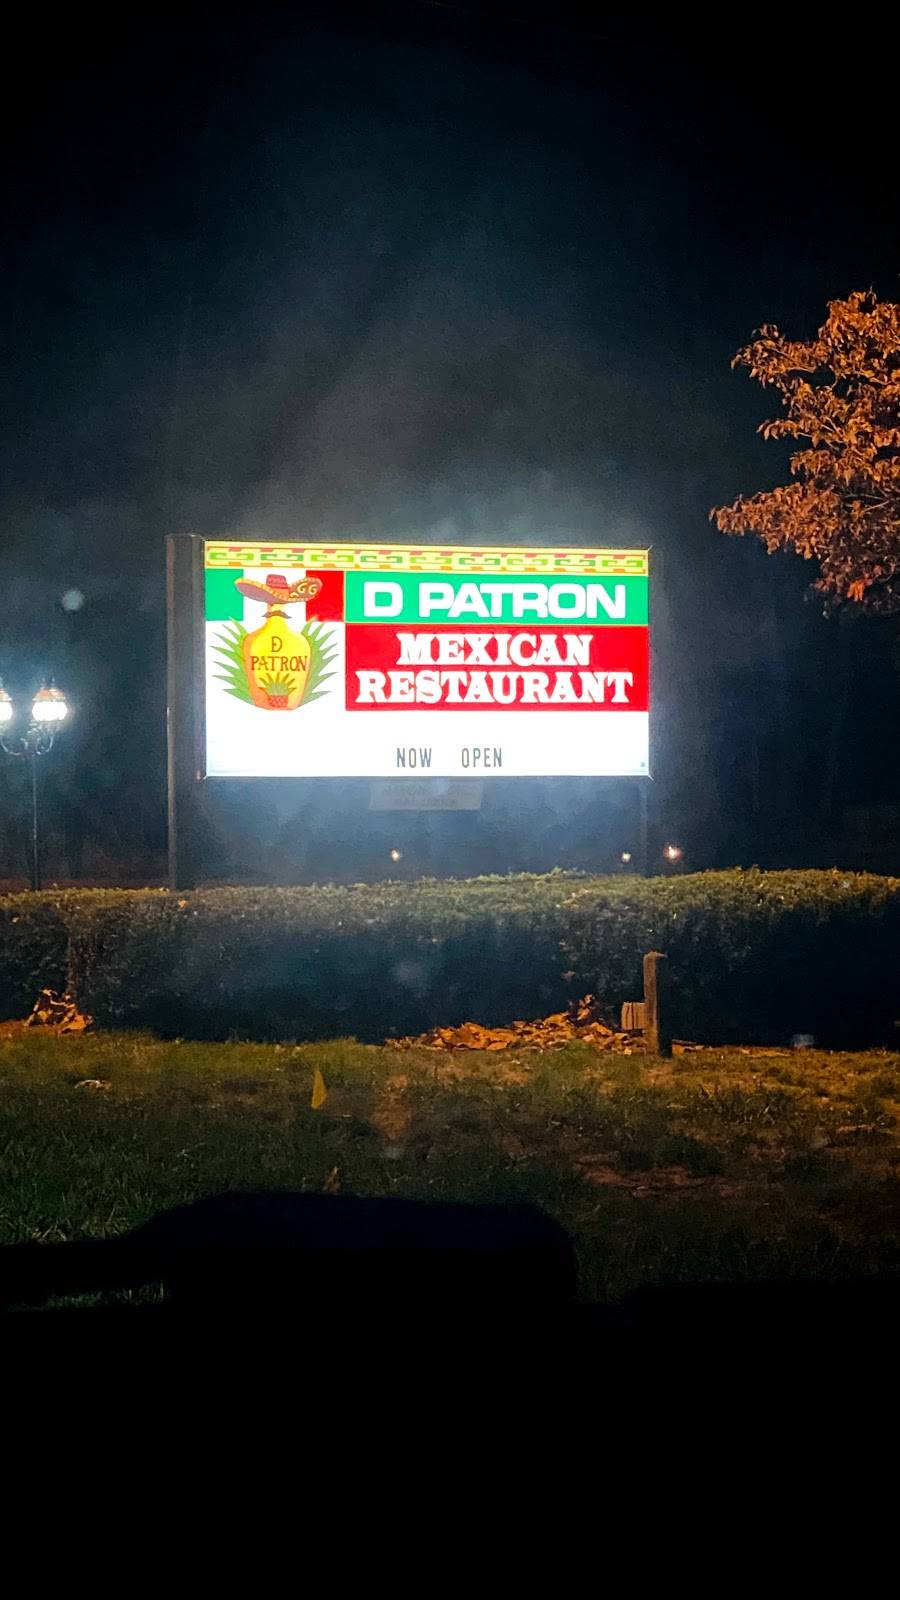 D PATRON
MEXICAN
RESTAURANT
D
PATRON
NOW OPEN